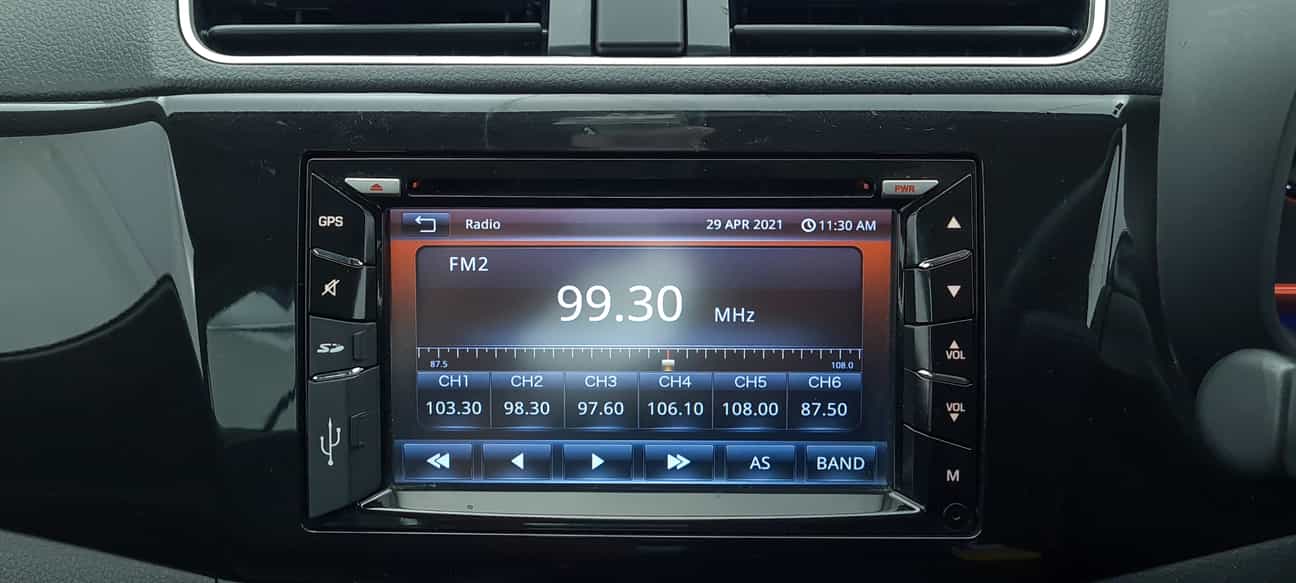 PWR
GPS
Radio 29 APR 2021 11:30 AM
FM2
99.30 MHz
87.5 108.0
CH1 CH2 CH3 CH4 CH5 CH6
103.30 98.30 97.60 106.10 108.00 87.50
AS BAND
SD
VOL
VOL
M